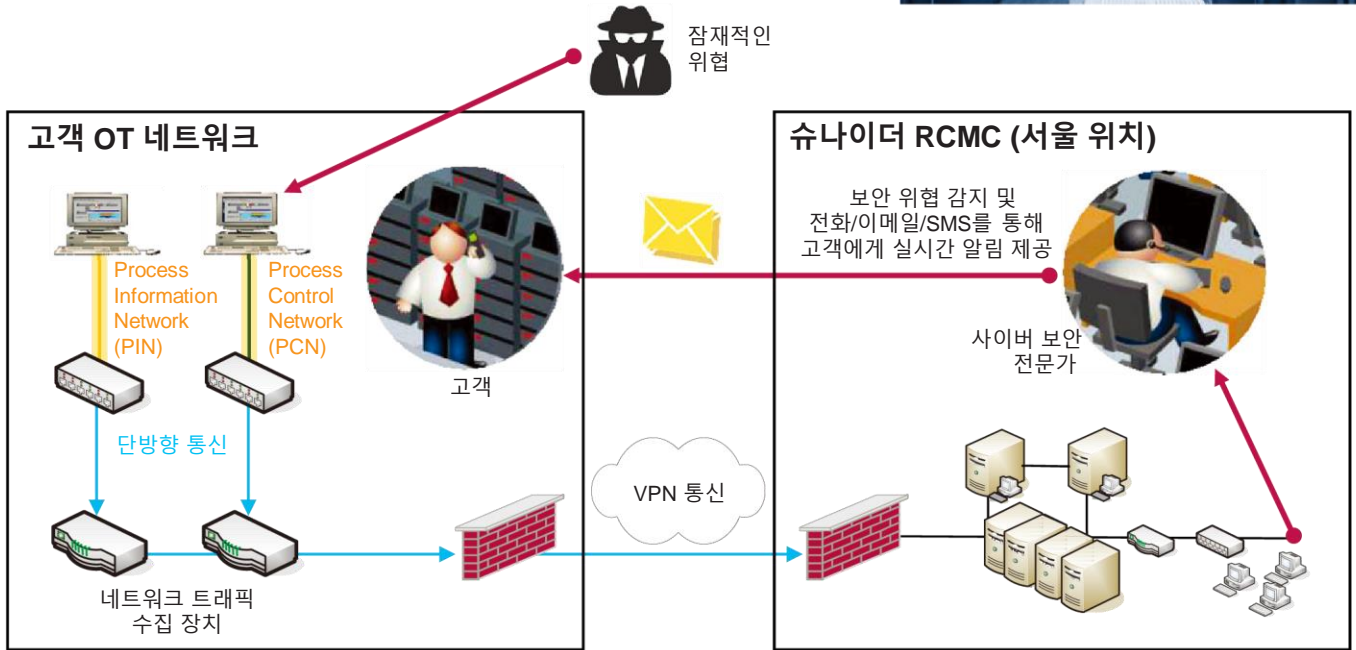 잠재적인
위협
고객 OT 네트워크
Process
Information
Network
(PIN)
Process
Control
Network
(PCN)
고객
단방향 통신
네트워크 트래픽
수집 장치
VPN 통신
슈나이더 RCMC (서울 위치)
보안 위협 감지 및
전화/이메일/SMS를 통해
고객에게 실시간 알림 제공
사이버 보안
전문가